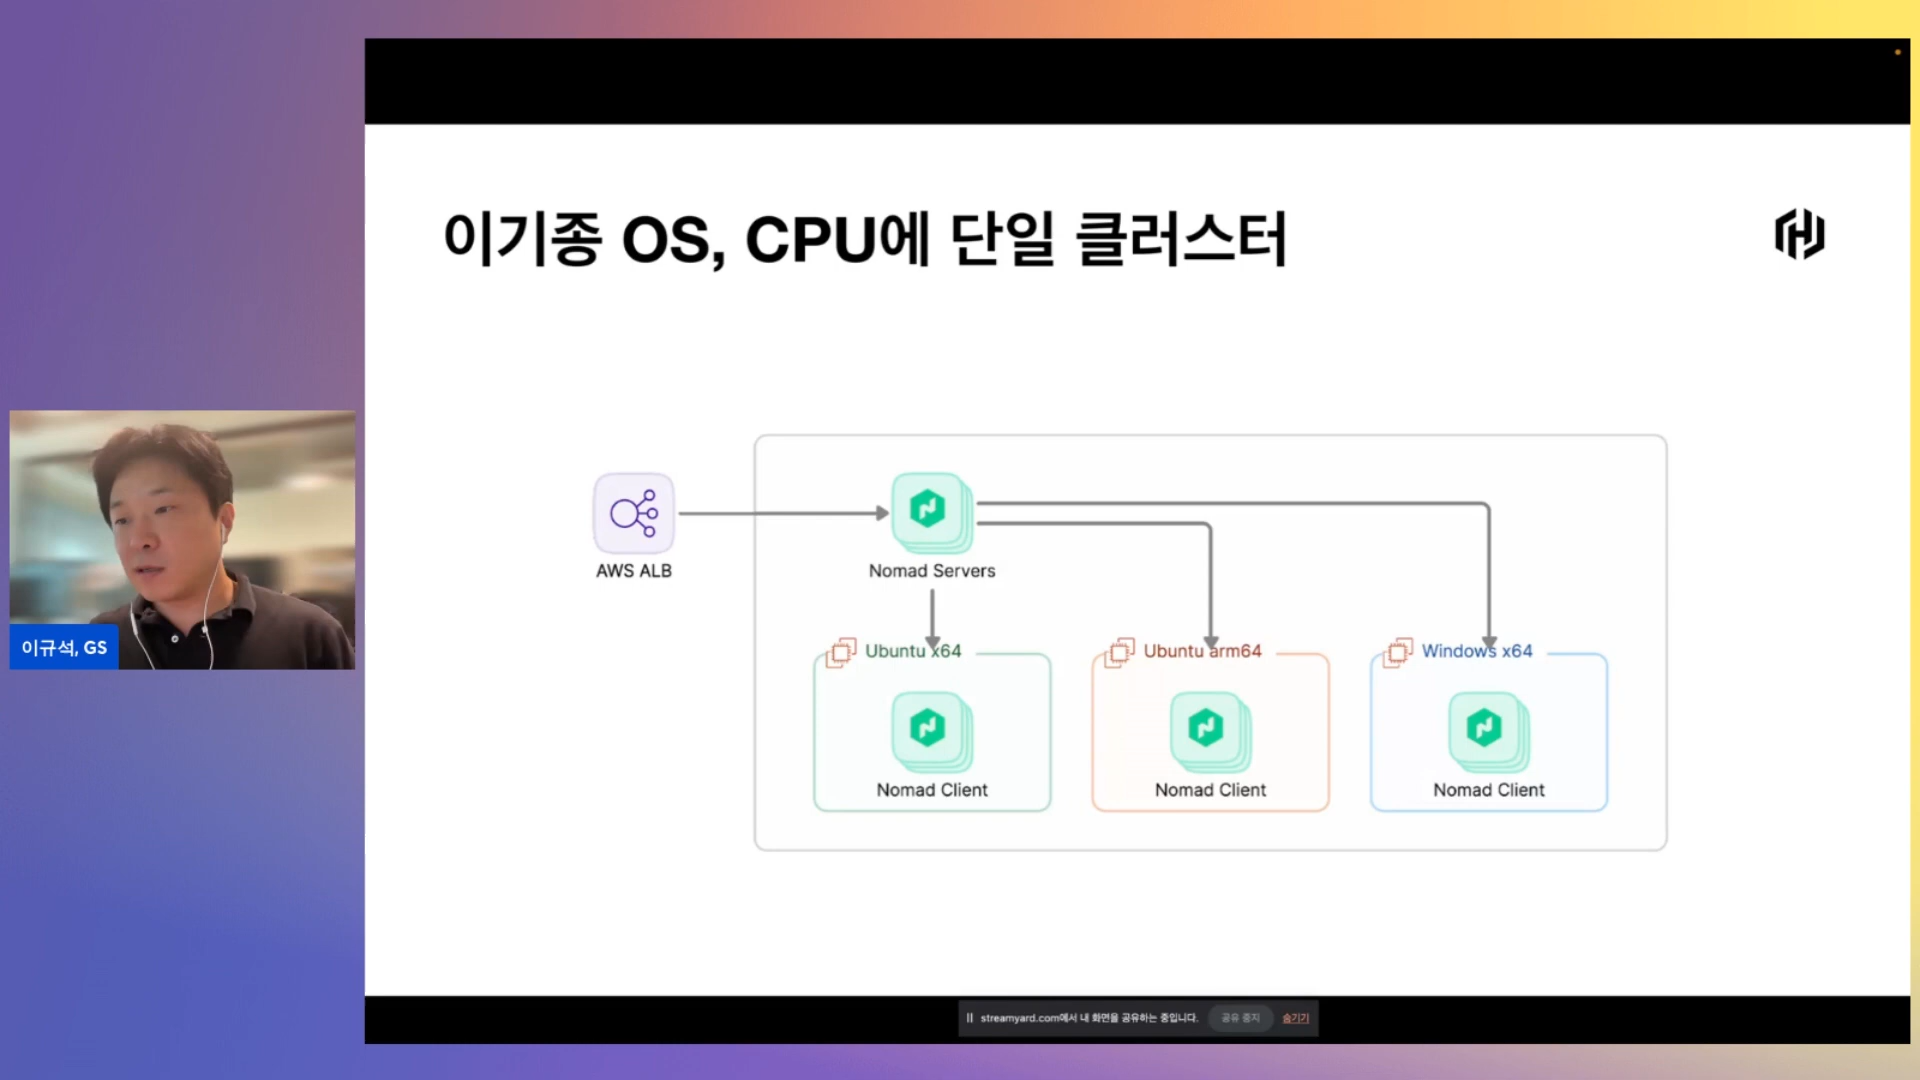 이기종 OS, CPU에 단일 클러스터
AWS ALB
Nomad Servers
Ubuntu x64
Ubuntu arm64
Windows x64
Nomad Client
Nomad Client
Nomad Client
이규석, GS
streamyard.com에서 내 화면을 공유하는 중입니다.
공유 중지
숨기기